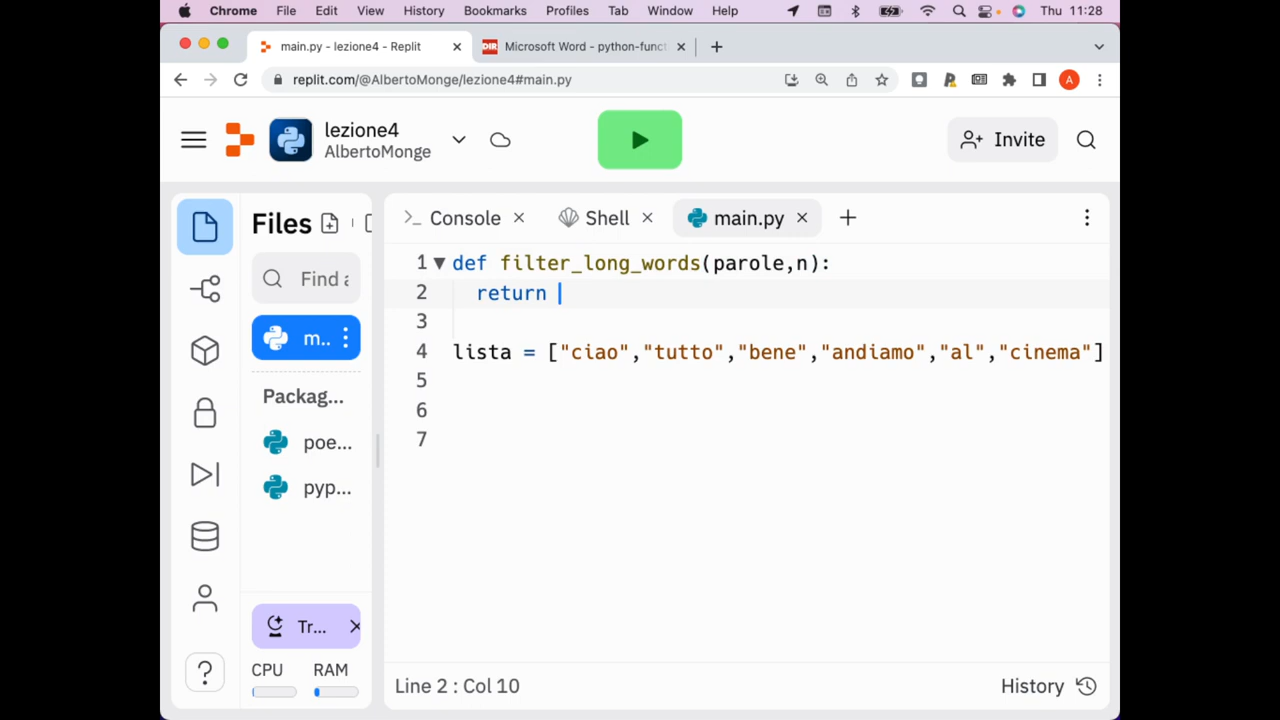 Chrome File Edit View History Bookmarks Profiles Tab Window Help Thu 11:28
main.py - lezione4 - Replit
DIR Microsoft Word - python-funct
replit.com/@AlbertoMonge/lezione4#main.py
A
lezione4
AlbertoMonge
Invite
Files
Find a
m..
Packag...
poe...
pyp...
Tr...
CPU RAM
Console
Shell
main.py
1 def filter_long_words(parole,n):
2 return
3
4 lista = ["ciao","tutto","bene","andiamo","al","cinema"]
5
6
7
Line 2 : Col 10
History